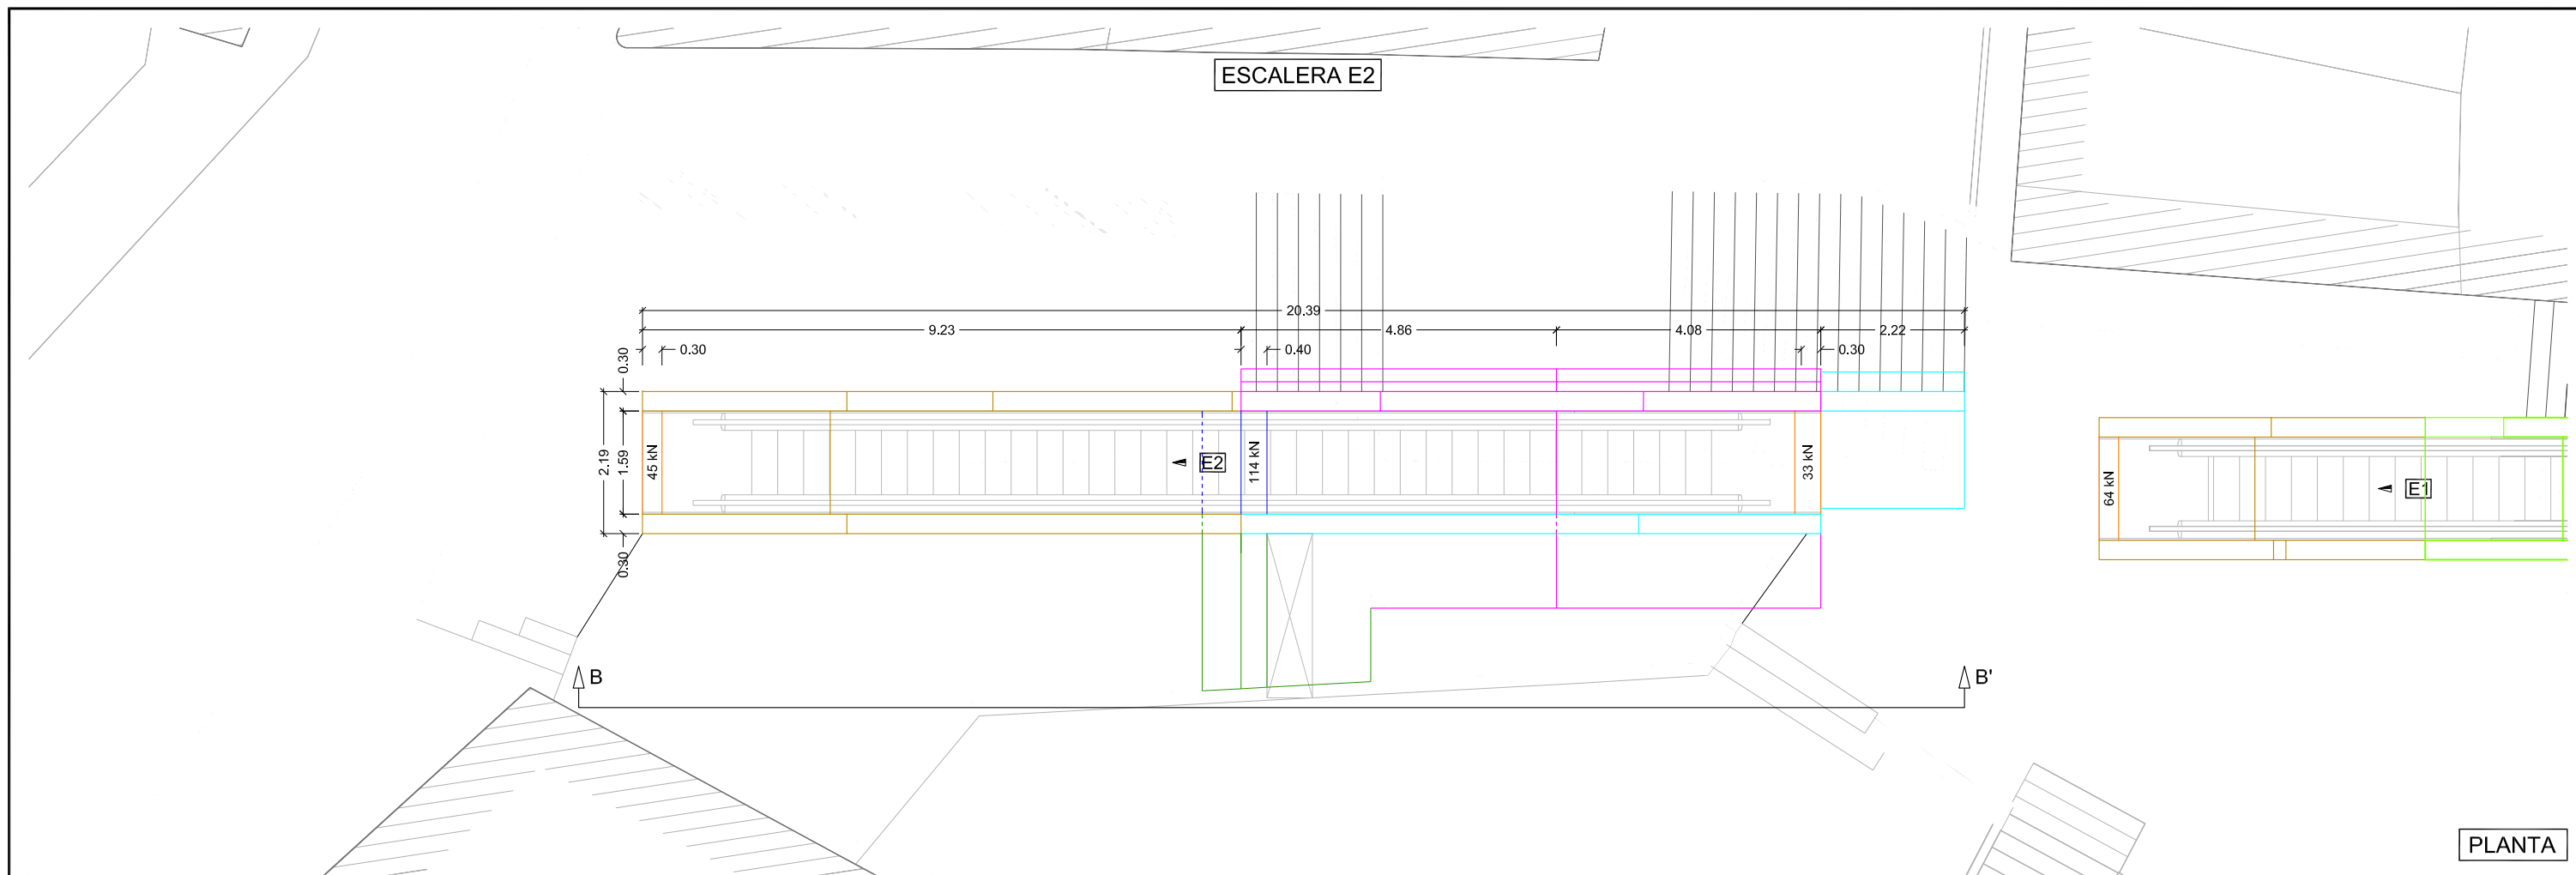 ESCALERA E2
20.39
9.23
4.86
4.08
2.22
0.30
0.30
0.40
0.30
2.19
1.59
45 kN
E2
114 kN
33 kN
64 kN
E1
0.30
B
B'
PLANTA